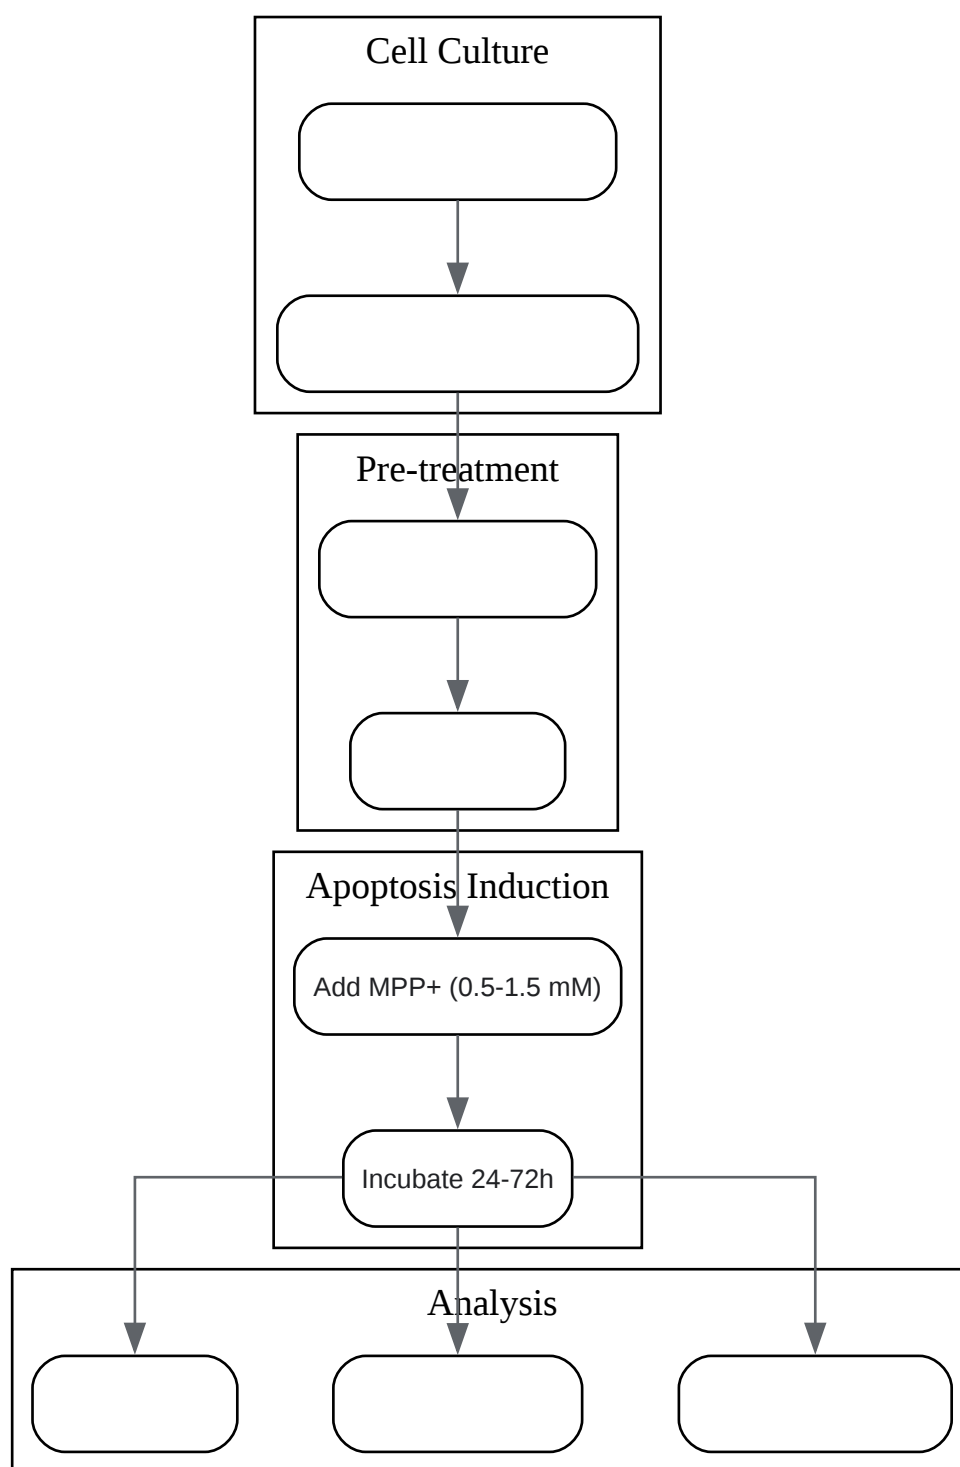 Cell Culture
Pre-treatment
Apoptosis Induction
Add MPP+ (0.5-1.5 mM)
Incubate 24-72h
Analysis